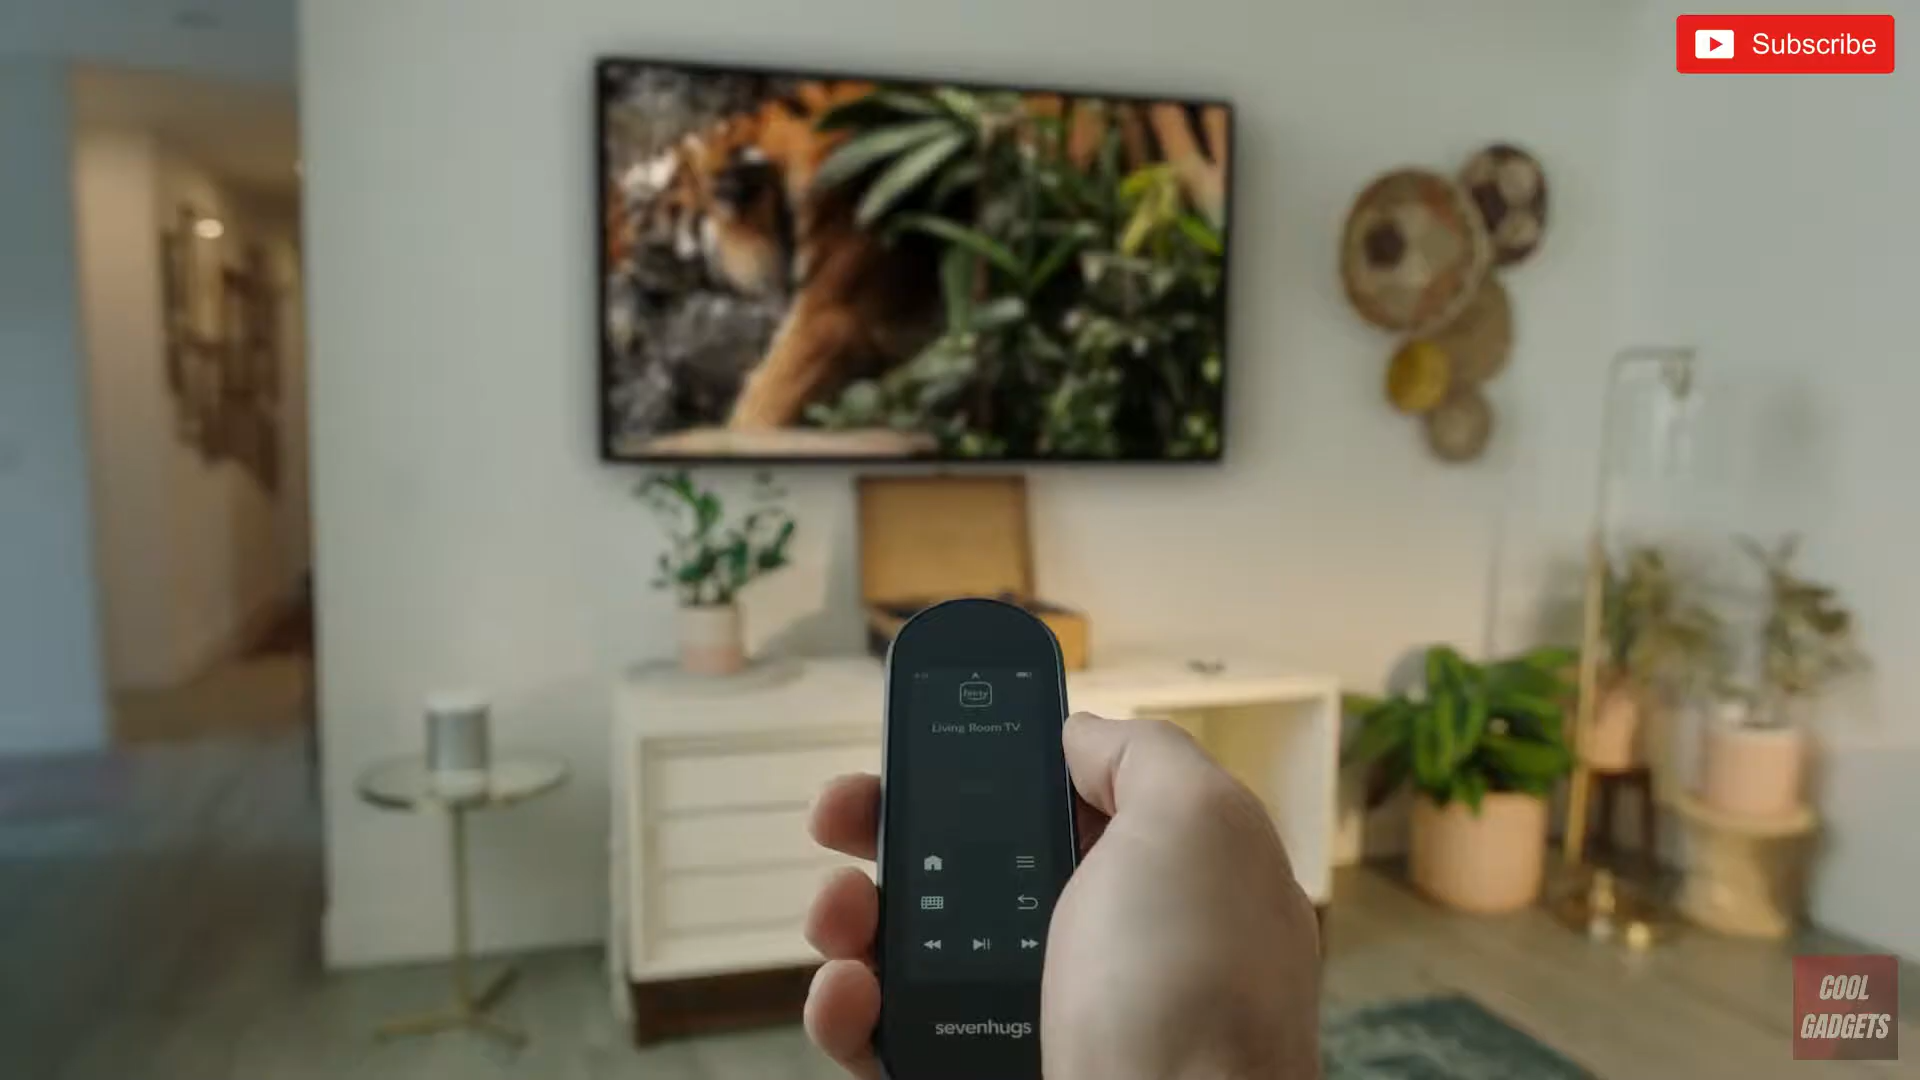 Subscribe
Living Room TV
sevenhugs
COOL
GADGETS